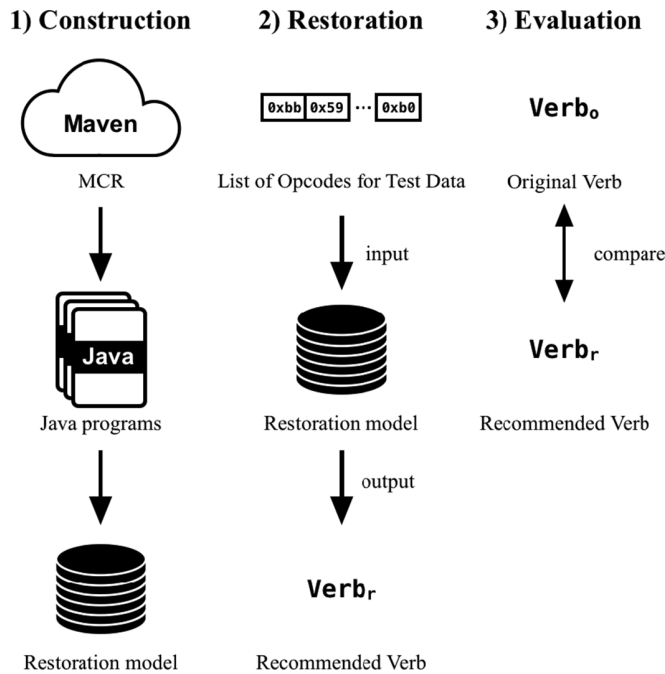 1) Construction
2) Restoration
3) Evaluation
Maven
MCR
Java
Java programs
Restoration model
0xbb 0x59 ··· 0xb0
List of Opcodes for Test Data
input
Restoration model
output
Verbr
Recommended Verb
Verbo
Original Verb
compare
Verbr
Recommended Verb